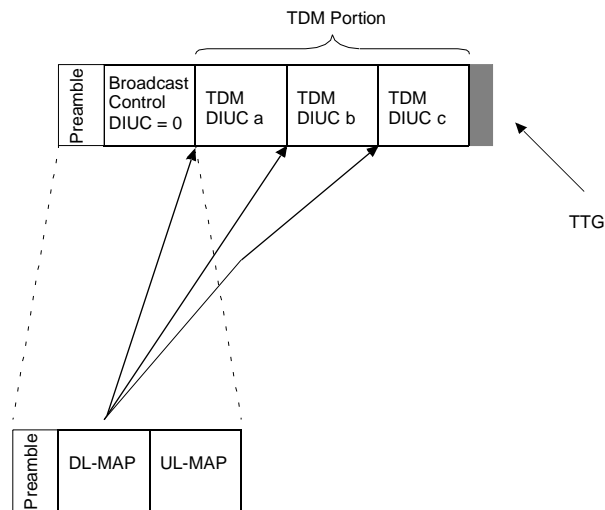 TDM Portion
Preamble
Broadcast
Control
DIUC = 0
TDM
DIUC a
TDM
DIUC b
TDM
DIUC c
TTG
Preamble
DL-MAP
UL-MAP